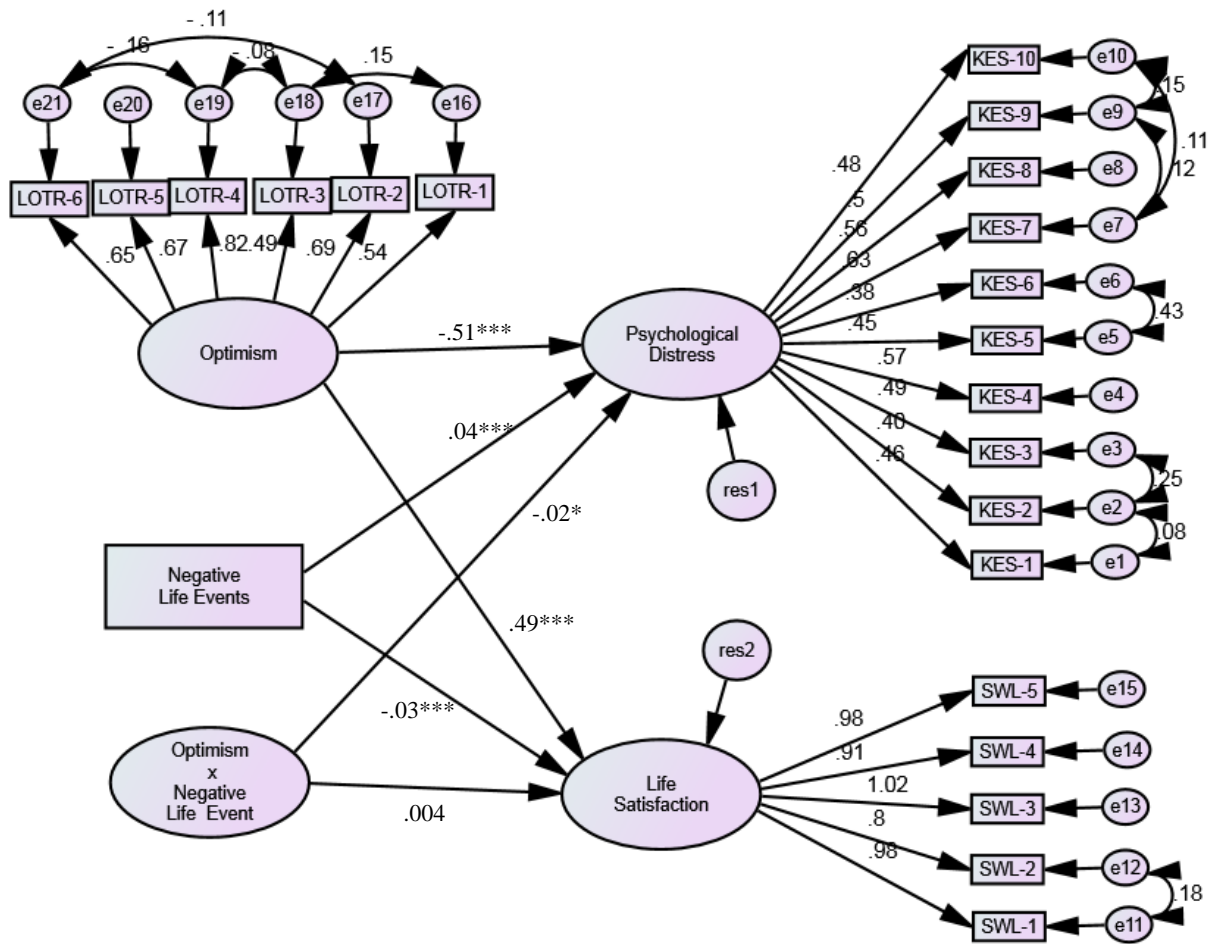 - .11
- .16
- .08
.15
e21
e20
e19
e18
e17
e16
LOTR-6
LOTR-5
LOTR-4
LOTR-3
LOTR-2
LOTR-1
.65
.67
.82
.49
.69
.54
Optimism
-.51***
.04***
-.02*
.49***
-.03***
.004
Negative
Life Events
Optimism
x
Negative
Life Event
Psychological
Distress
res1
res2
Life
Satisfaction
.48
.5
.56
.63
.38
.45
.57
.49
.40
.46
KES-10
KES-9
KES-8
KES-7
KES-6
KES-5
KES-4
KES-3
KES-2
KES-1
e10
e9
e8
e7
e6
e5
e4
e3
e2
e1
.15
.11
.12
.43
.25
.08
.98
.91
1.02
.8
.98
SWL-5
SWL-4
SWL-3
SWL-2
SWL-1
e15
e14
e13
e12
e11
.18